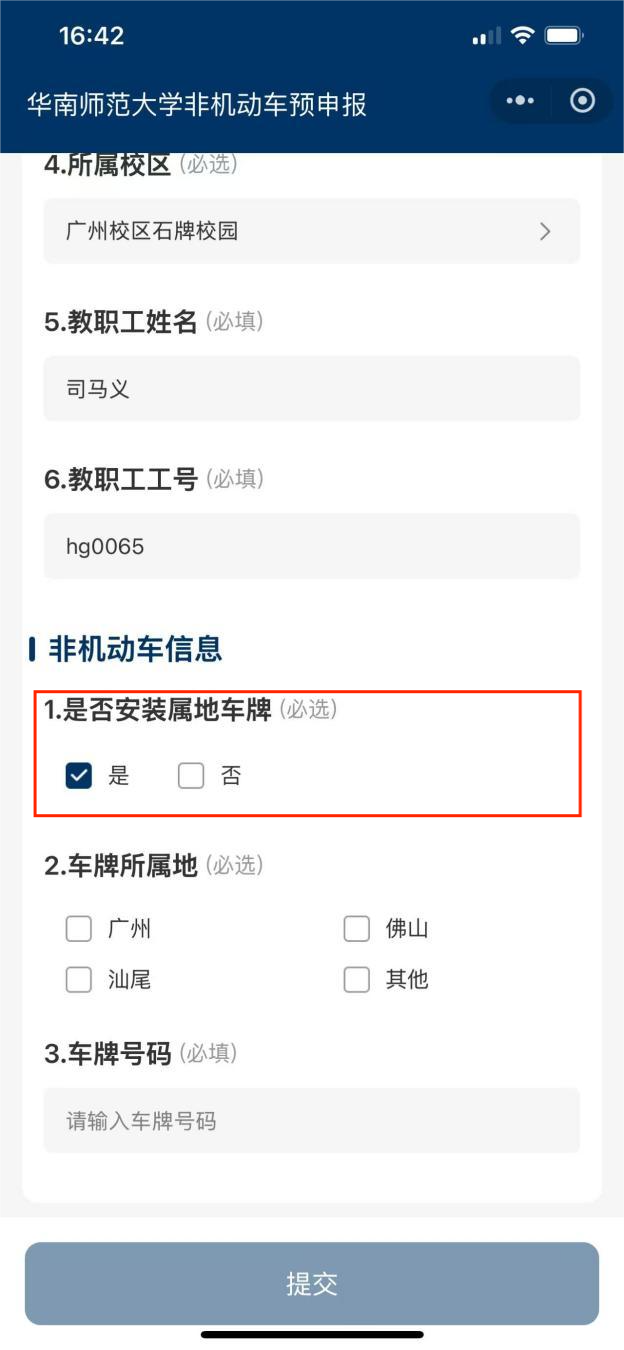 16:42
华南师范大学非机动车预申报
4.所属校区 (必选)
广州校区石牌校园
5.教职工姓名 (必填)
司马义
6.教职工工号 (必填)
hg0065
非机动车信息
1.是否安装属地车牌 (必选)
是 否
2.车牌所属地 (必选)
广州 佛山
汕尾 其他
3.车牌号码 (必填)
请输入车牌号码
提交